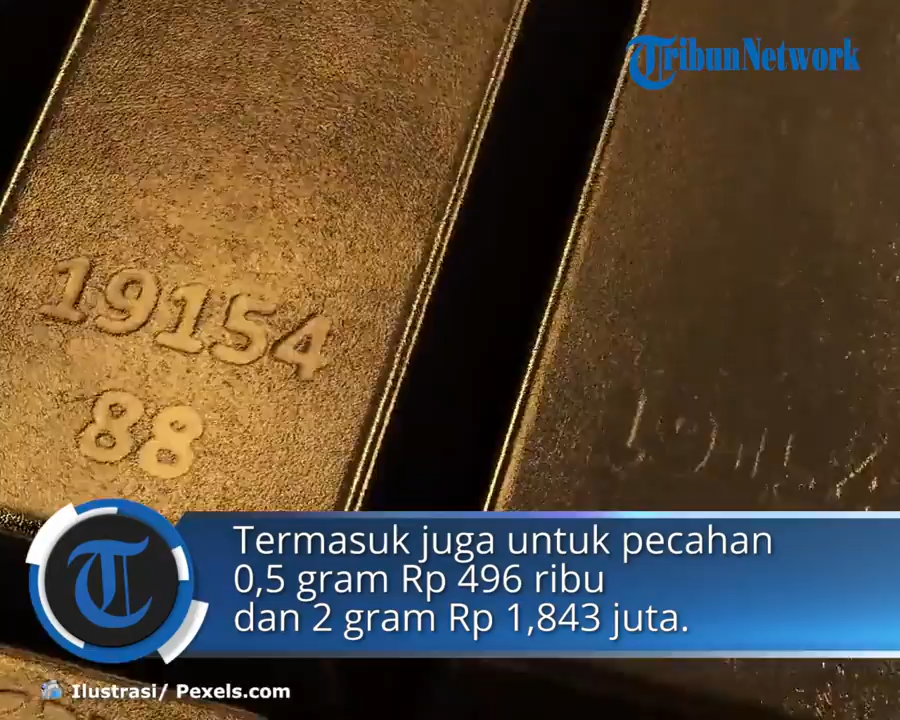 TribunNetwork
19154
88
Termasuk juga untuk pecahan
0,5 gram Rp 496 ribu
dan 2 gram Rp 1,843 juta.
Ilustrasi/ Pexels.com